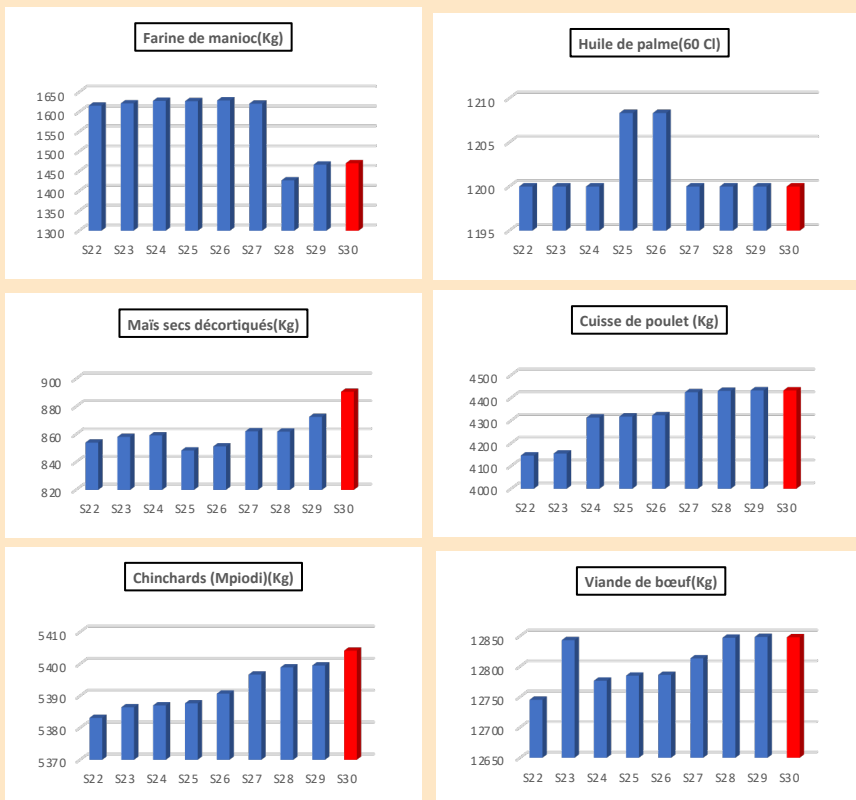 Farine de manioc(Kg)
1650
1600
1550
1500
1450
1400
1350
1300
S22 S23 S24 S25 S26 S27 S28 S29 S30
Huile de palme(60 Cl)
1210
1205
1200
1195
S22 S23 S24 S25 S26 S27 S28 S29 S30
Maïs secs décortiqués(Kg)
900
880
860
840
820
S22 S23 S24 S25 S26 S27 S28 S29 S30
Cuisse de poulet (Kg)
4500
4400
4300
4200
4100
4000
S22 S23 S24 S25 S26 S27 S28 S29 S30
Chinchards (Mpiodi)(Kg)
5410
5400
5390
5380
5370
S22 S23 S24 S25 S26 S27 S28 S29 S30
Viande de bœuf(Kg)
12850
12800
12750
12700
12650
S22 S23 S24 S25 S26 S27 S28 S29 S30